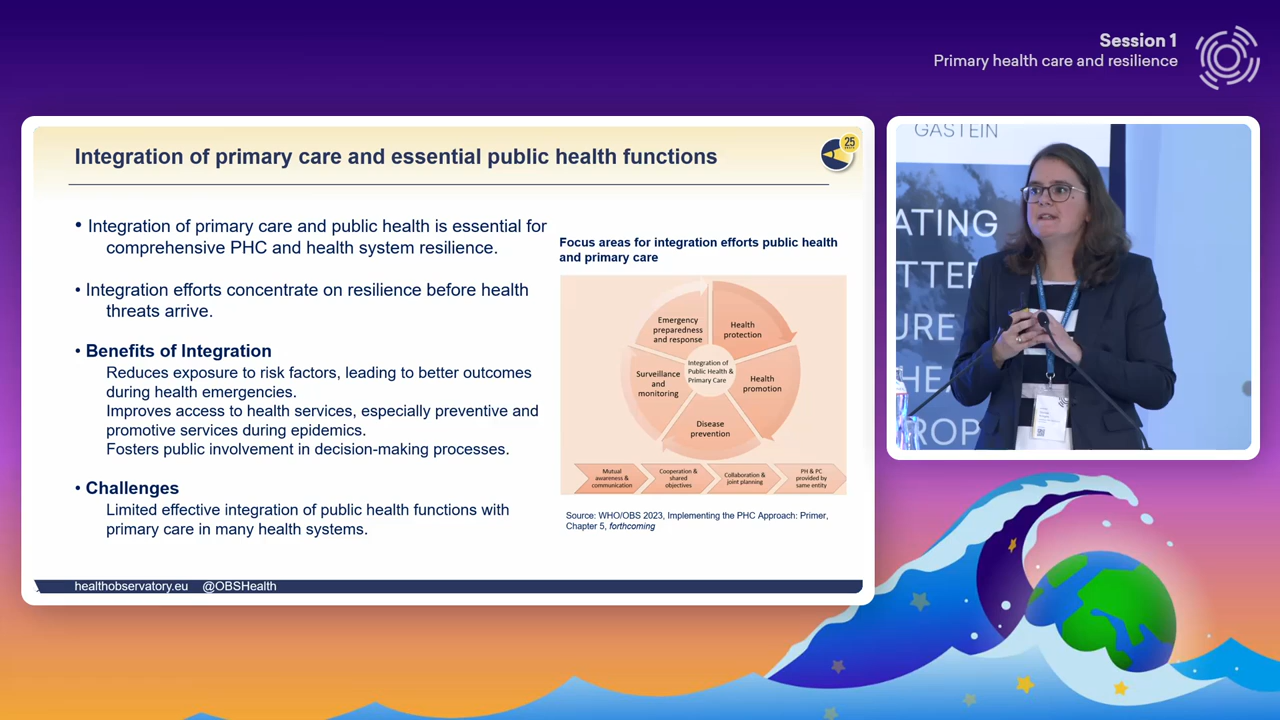 Session 1
Primary health care and resilience
Integration of primary care and essential public health functions
25
• Integration of primary care and public health is essential for
comprehensive PHC and health system resilience.
• Integration efforts concentrate on resilience before health
threats arrive.
• Benefits of Integration
Reduces exposure to risk factors, leading to better outcomes
during health emergencies.
Improves access to health services, especially preventive and
promotive services during epidemics.
Fosters public involvement in decision-making processes.
• Challenges
Limited effective integration of public health functions with
primary care in many health systems.
Focus areas for integration efforts public health
and primary care
Emergency
preparedness
and response
Health
protection
Integration of
Public Health &
Primary Care
Surveillance
and
monitoring
Health
promotion
Disease
prevention
Mutual
awareness &
communication
Cooperation &
shared
objectives
Collaboration &
joint planning
PH & PC
provided by
same entity
Source: WHO/OBS 2023, Implementing the PHC Approach: Primer,
Chapter 5, forthcoming
healthobservatory.eu @OBSHealth
GASTEIN
ATING
TTE
URE
HEA
ROP